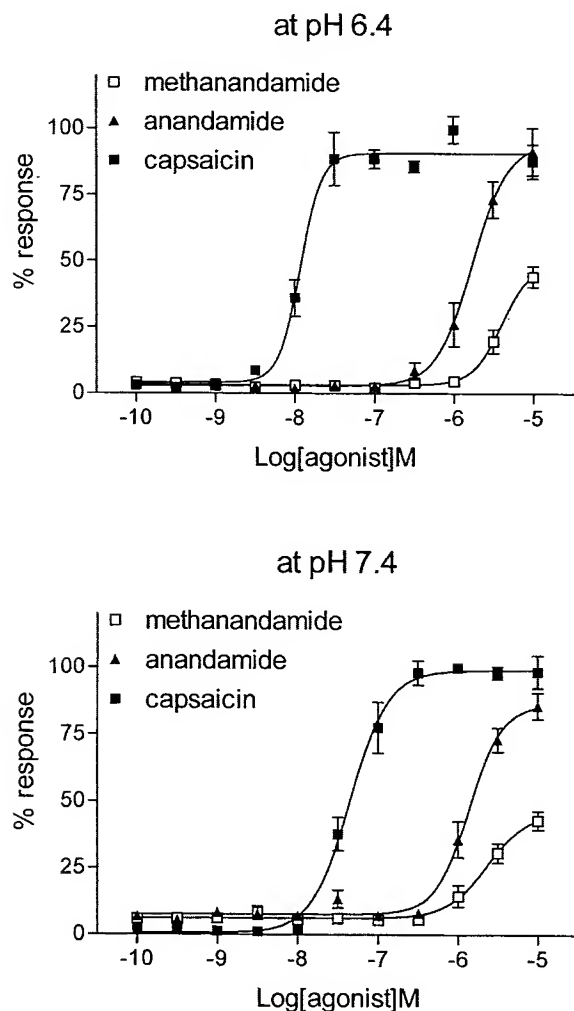 at pH 6.4
methanandamide
anandamide
capsaicin
100
75
50
25
0
% response
-10 -9 -8 -7 -6 -5
Log[agonist]M
at pH 7.4
methanandamide
anandamide
capsaicin
100
75
50
25
0
% response
-10 -9 -8 -7 -6 -5
Log[agonist]M